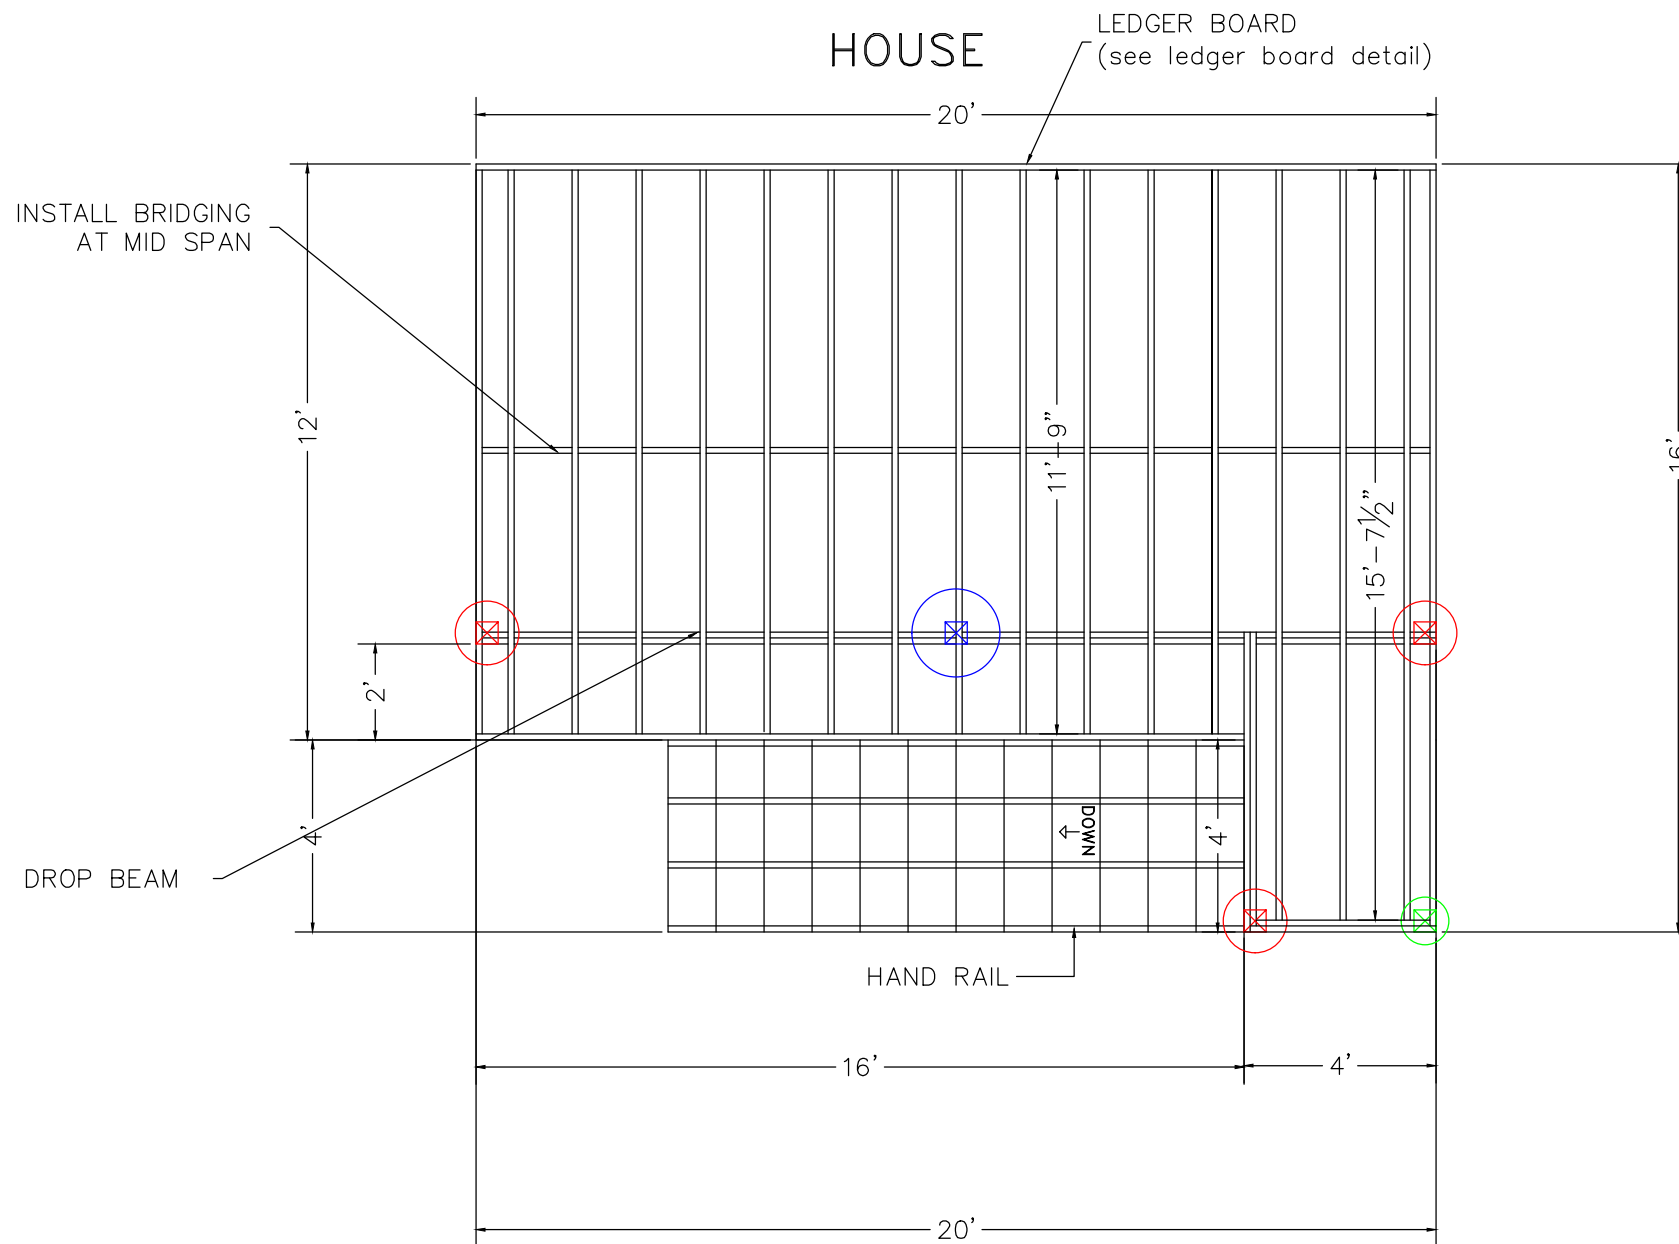 HOUSE
LEDGER BOARD
(see ledger board detail)
20'
INSTALL BRIDGING
AT MID SPAN
12'
11'-9"
15'-7½"
16'
2'
4'
DOWN
4'
DROP BEAM
HAND RAIL
16'
4'
20'